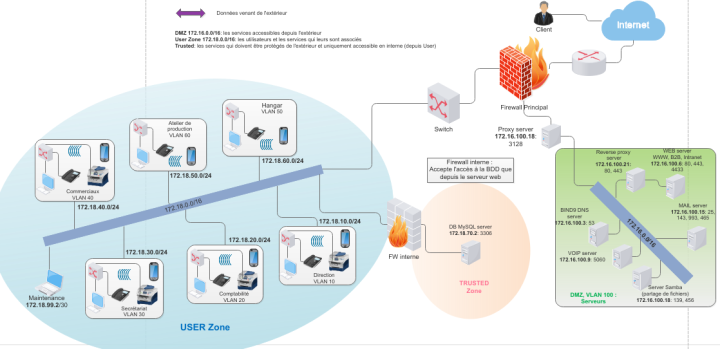 Données venant de l'extérieur
DMZ 172.16.0.0/16: les services accessibles depuis l'extérieur
User Zone 172.18.0.0/16: les utilisateurs et les services qui leurs sont associés
Trusted: les services qui doivent être protégés de l'extérieur et uniquement accessible en interne (depuis User)
Client
Internet
Firewall Principal
Switch
Proxy server
172.16.100.18:
3128
Hangar
VLAN 50
172.18.60.0/24
Atelier de
production
VLAN 60
172.18.50.0/24
Commerciaux
VLAN 40
172.18.40.0/24
172.18.0.0/16
172.18.30.0/24
172.18.20.0/24
172.18.10.0/24
Maintenance
172.18.99.2/30
Secrétariat
VLAN 30
Comptabilité
VLAN 20
Direction
VLAN 10
USER Zone
FW interne
Firewall interne :
Accepte l'accès à la BDD que
depuis le serveur web
DB MySQL server
172.18.70.2: 3306
TRUSTED
Zone
Reverse proxy
server
172.16.100.21:
80, 443
WEB server
WWW, B2B, Intranet
172.16.100.6: 80, 443,
4433
BIND9 DNS
server
172.16.100.3: 53
MAIL server
172.16.100.15: 25,
143, 993, 465
172.16.0.0/16
VOIP server
172.16.100.9: 5060
Server Samba
(partage de fichiers)
172.16.100.18: 139, 458
DMZ, VLAN 100 :
Serveurs